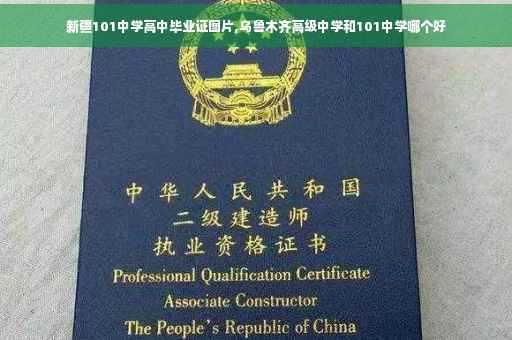 新疆101中学高中毕业证图片,乌鲁木齐高级中学和101中学哪个好
中华人民共和国
二级建造师
执业资格证书
Professional Qualification Certificate
Associate Constructor
The People's Republic of China